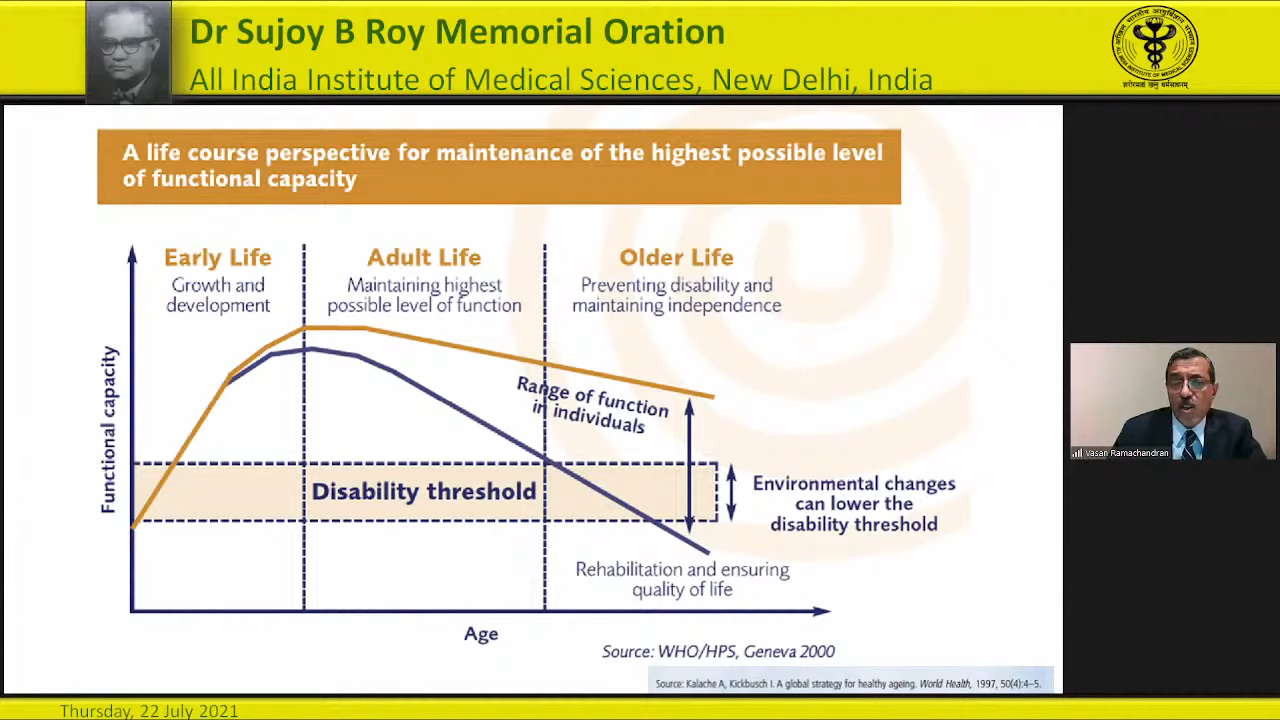 Dr Sujoy B Roy Memorial Oration
All India Institute of Medical Sciences, New Delhi, India
A life course perspective for maintenance of the highest possible level
of functional capacity
Early Life
Growth and
development
Adult Life
Maintaining highest
possible level of function
Older Life
Preventing disability and
maintaining independence
Functional capacity
Range of function
in individuals
Disability threshold
Environmental changes
can lower the
disability threshold
Rehabilitation and ensuring
quality of life
Age
Source: WHO/HPS, Geneva 2000
Source: Kalache A, Kickbusch I. A global strategy for healthy ageing. World Health, 1997, 50(4):4–5.
Vasan Ramachandran
Thursday, 22 July 2021